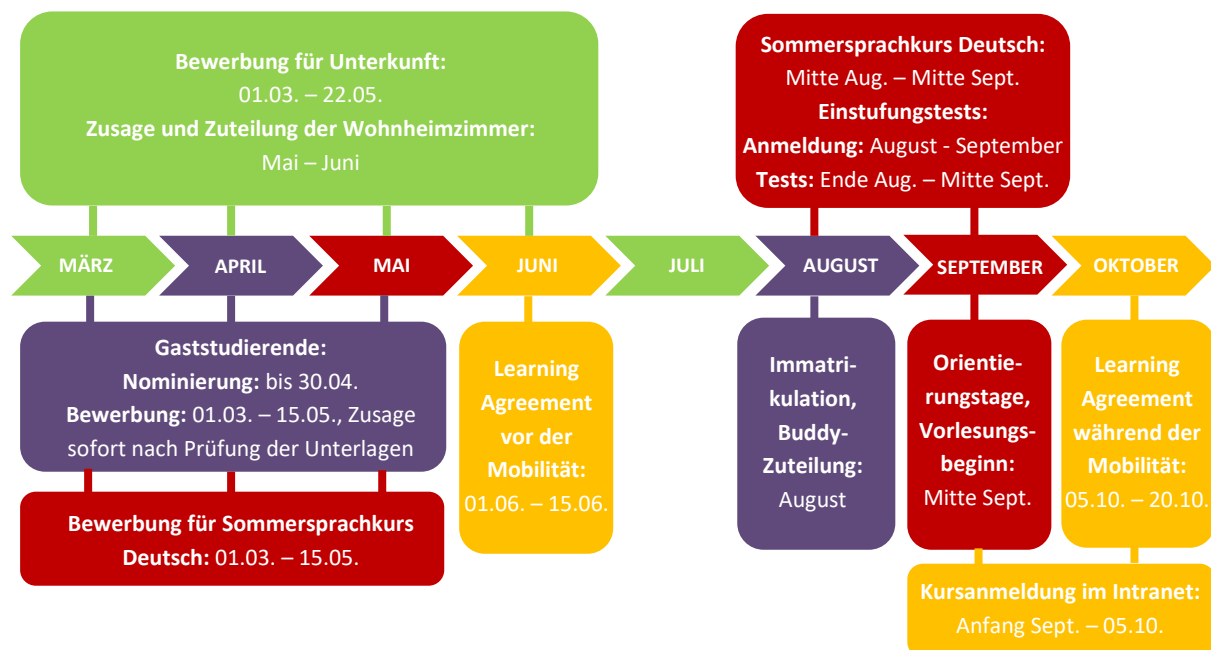 Bewerbung für Unterkunft:
01.03. – 22.05.
Zusage und Zuteilung der Wohnheimzimmer:
Mai – Juni
Sommersprachkurs Deutsch:
Mitte Aug. – Mitte Sept.
Einstufungstests:
Anmeldung: August - September
Tests: Ende Aug. – Mitte Sept.
MÄRZ
APRIL
MAI
JUNI
JULI
AUGUST
SEPTEMBER
OKTOBER
Gaststudierende:
Nominierung: bis 30.04.
Bewerbung: 01.03. – 15.05., Zusage
sofort nach Prüfung der Unterlagen
Bewerbung für Sommersprachkurs
Deutsch: 01.03. – 15.05.
Learning
Agreement
vor der
Mobilität:
01.06. – 15.06.
Immatri-
kulation,
Buddy-
Zuteilung:
August
Orientie-
rungstage,
Vorlesungs-
beginn:
Mitte Sept.
Learning
Agreement
während der
Mobilität:
05.10. – 20.10.
Kursanmeldung im Intranet:
Anfang Sept. – 05.10.